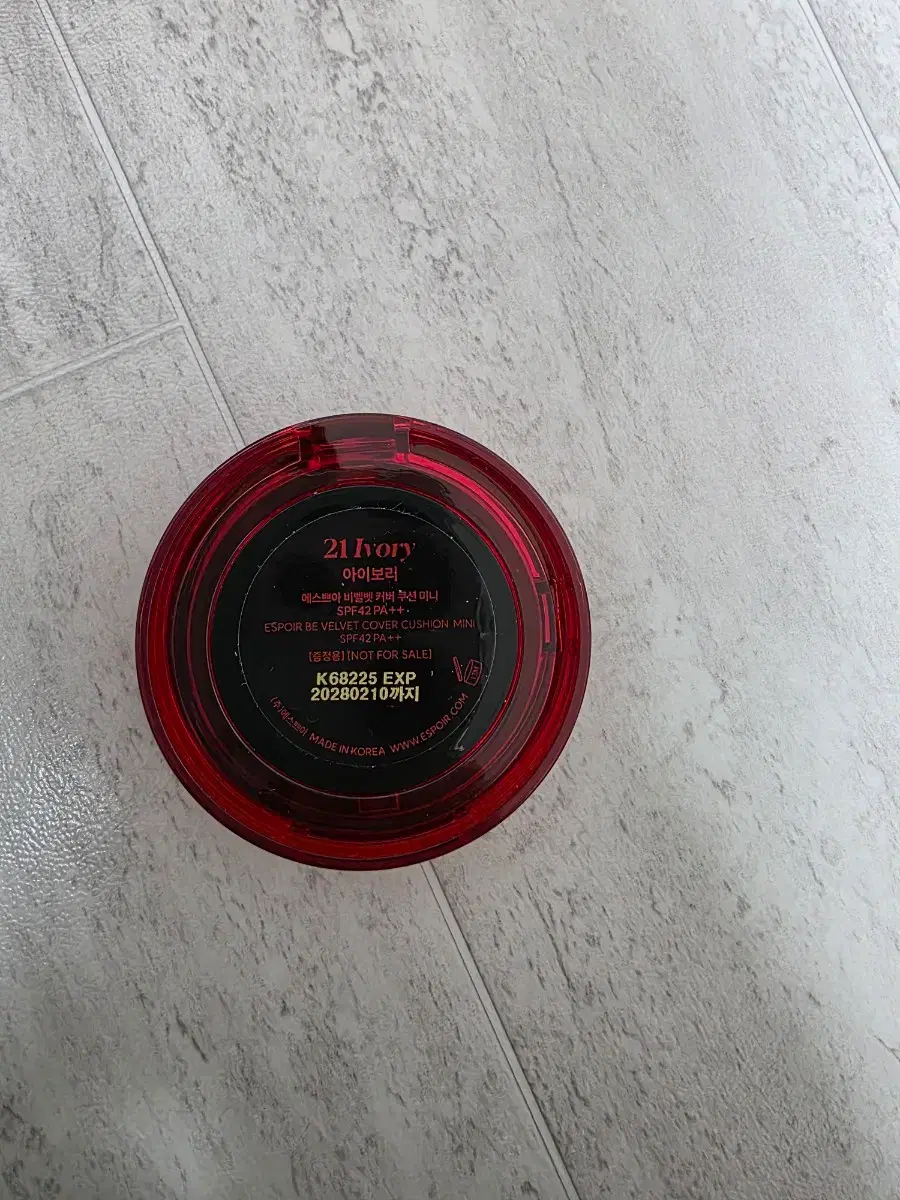 21 Ivory
아이보리
에스쁘아 비벨벳 커버 쿠션 미니
SPF42 PA++
ESPOIR BE VELVET COVER CUSHION MINI
SPF42 PA++
[증정용] [NOT FOR SALE]
K68225 EXP
20280210까지
(주)에스쁘아 MADE IN KOREA WWW.ESPOIR.COM